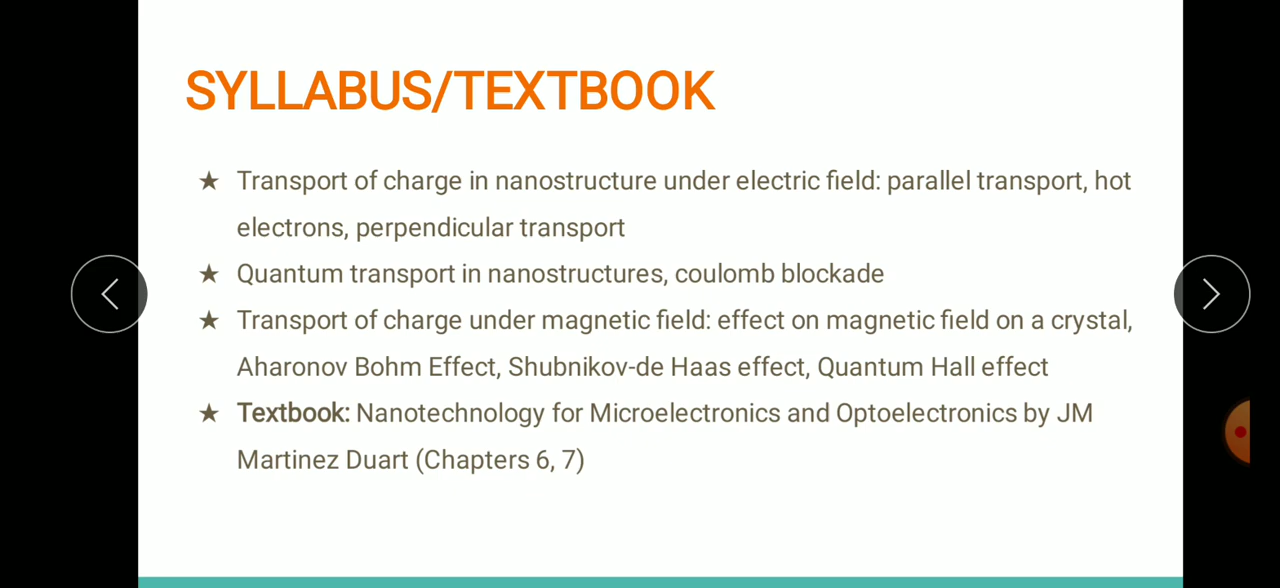 SYLLABUS/TEXTBOOK
★ Transport of charge in nanostructure under electric field: parallel transport, hot
electrons, perpendicular transport
★ Quantum transport in nanostructures, coulomb blockade
★ Transport of charge under magnetic field: effect on magnetic field on a crystal,
Aharonov Bohm Effect, Shubnikov-de Haas effect, Quantum Hall effect
★ Textbook: Nanotechnology for Microelectronics and Optoelectronics by JM
Martinez Duart (Chapters 6, 7)